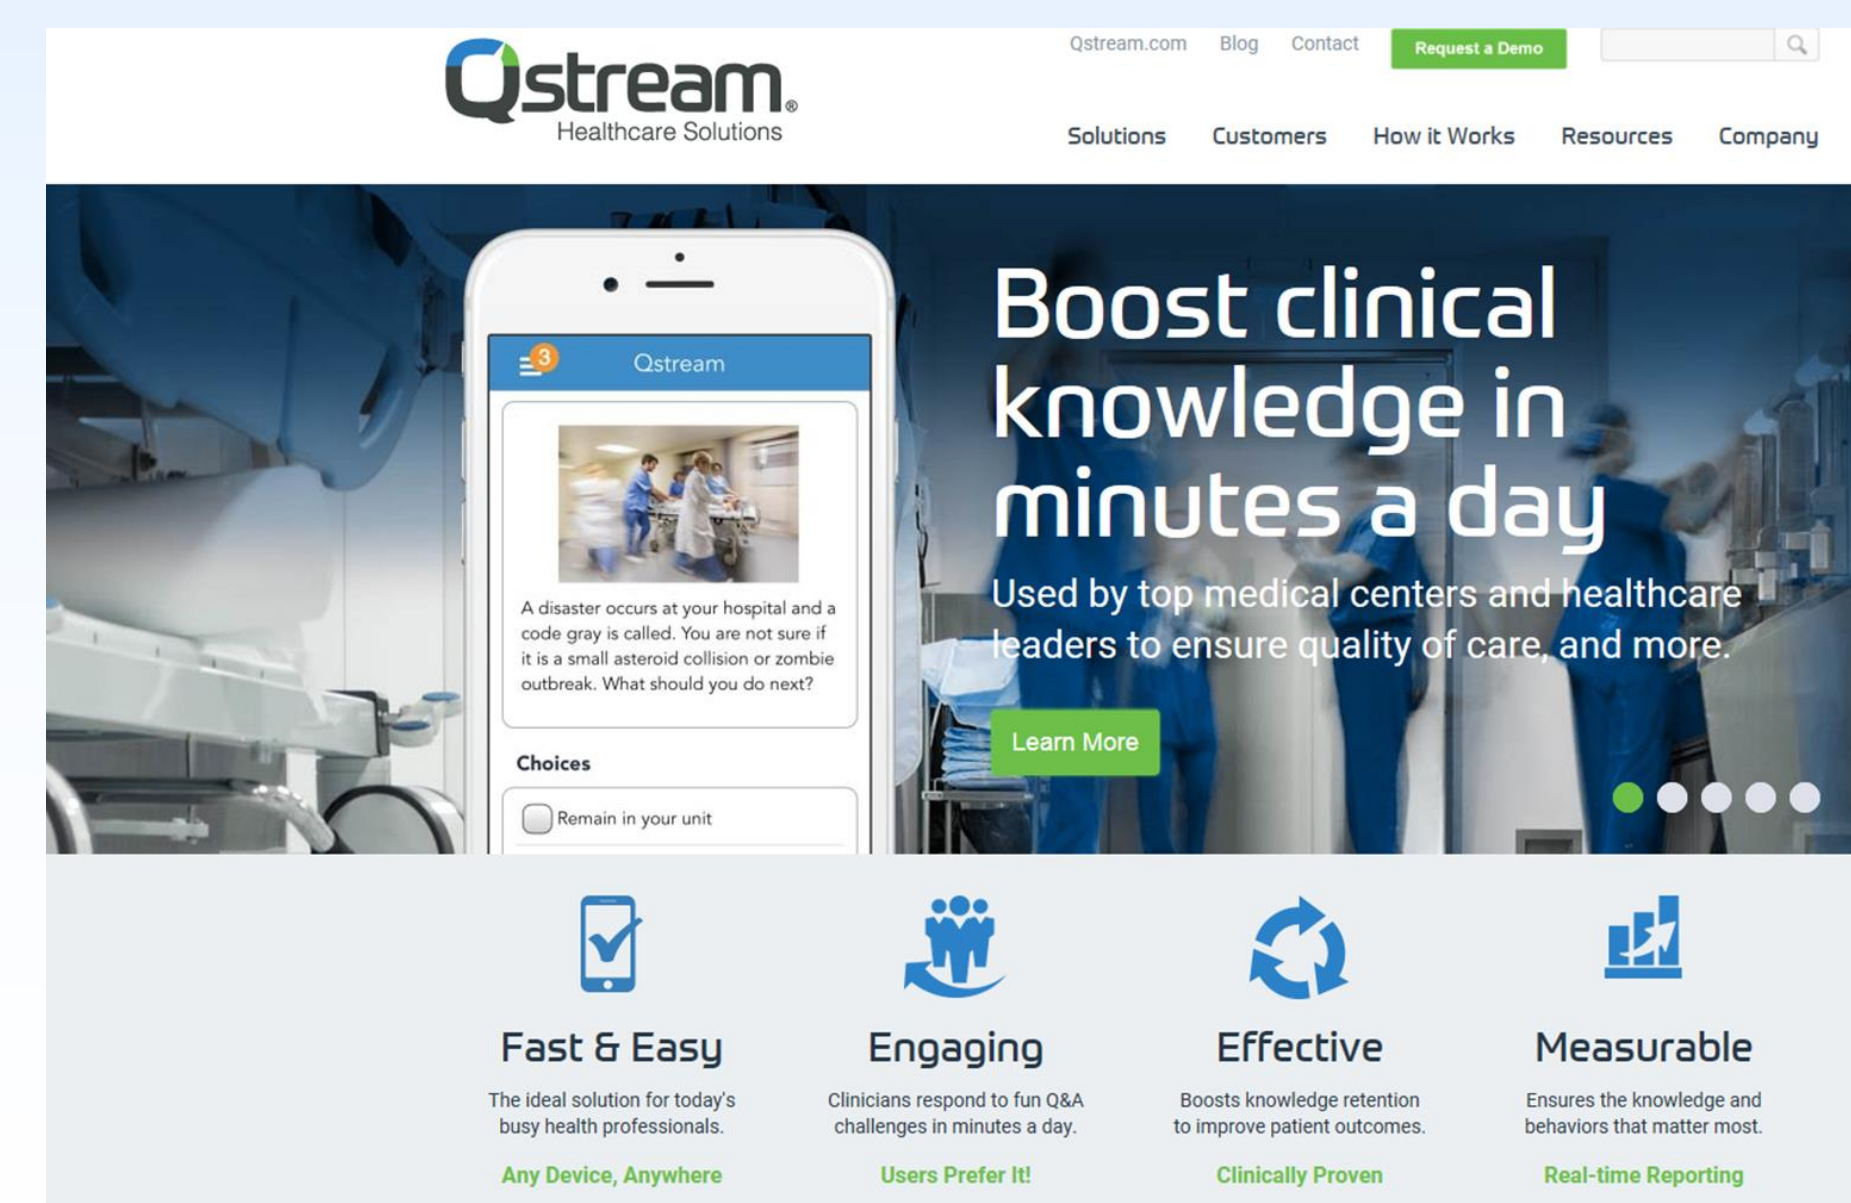 Qstream®
Healthcare Solutions
Qstream.com Blog Contact Request a Demo
Solutions Customers How it Works Resources Company
3 Qstream
A disaster occurs at your hospital and a
code gray is called. You are not sure if
it is a small asteroid collision or zombie
outbreak. What should you do next?
Choices
Remain in your unit
Boost clinical
knowledge in
minutes a day
Used by top medical centers and healthcare
leaders to ensure quality of care, and more.
Learn More
Fast & Easy
The ideal solution for today's
busy health professionals.
Any Device, Anywhere
Engaging
Clinicians respond to fun Q&A
challenges in minutes a day.
Users Prefer It!
Effective
Boosts knowledge retention
to improve patient outcomes.
Clinically Proven
Measurable
Ensures the knowledge and
behaviors that matter most.
Real-time Reporting